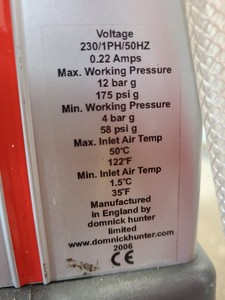 Voltage
230/1PH/50HZ
0.22 Amps
Max. Working Pressure
12 bar g
175 psi g
Min. Working Pressure
4 bar g
58 psi g
Max. Inlet Air Temp
50°C
122°F
Min. Inlet Air Temp
1.5°C
35°F
Manufactured
in England by
domnick hunter
limited
www.domnickhunter.com
2006
CE